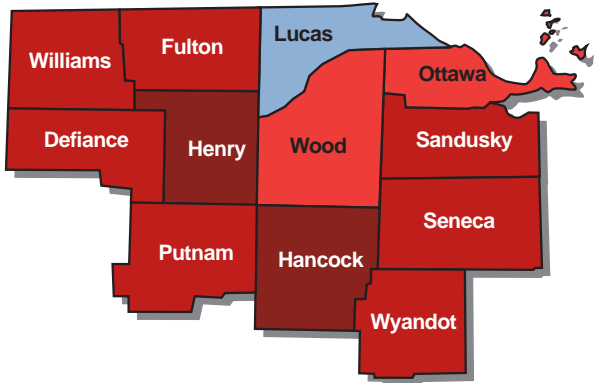 Lucas
Fulton
Williams
Ottawa
Defiance
Henry
Wood
Sandusky
Seneca
Putnam
Hancock
Wyandot